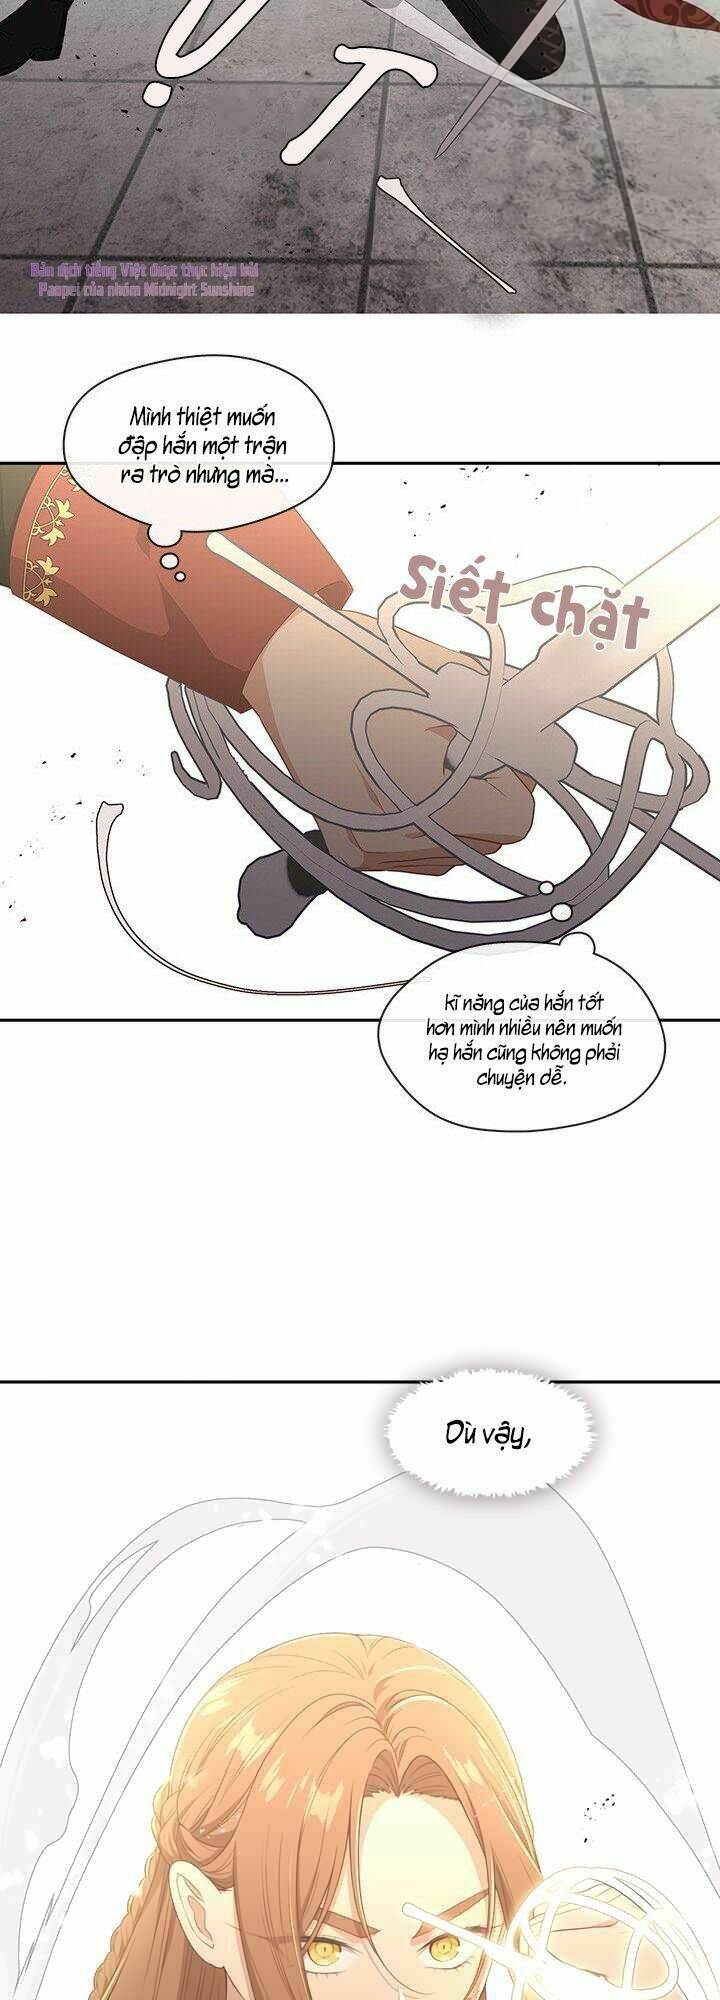 UT
Bản dịch tiếng Việt được thực hiện bởi
Paopei của nhóm Midnight Sunshine
Mình thiệt muốn
đập hắn một trận
ra trò nhưng mà...
Siết chặt
kĩ năng của hắn tốt
hơn mình nhiều nên muốn
hạ hắn cũng không phải
chuyện dễ.
Dù vậy,